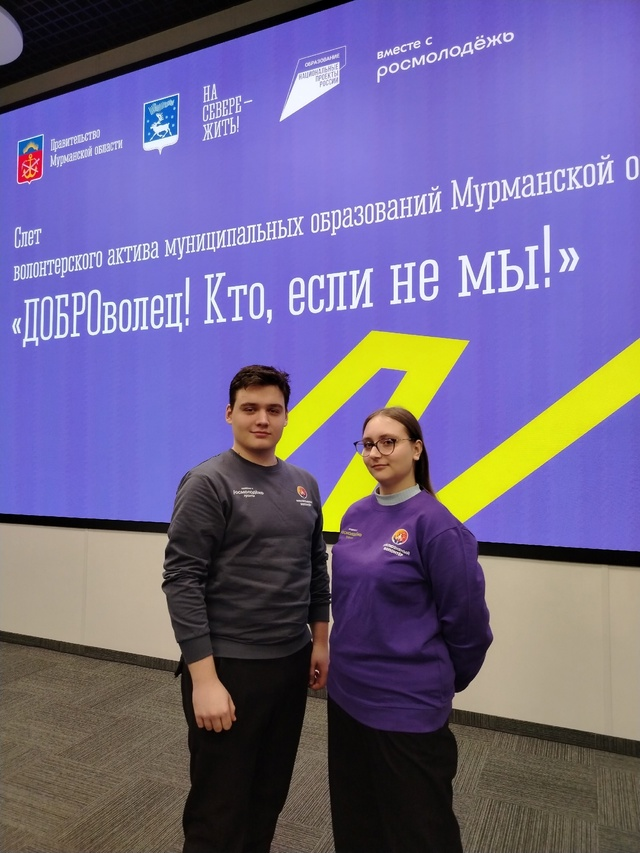 Правительство
Мурманской области
НА
СЕВЕРЕ —
ЖИТЬ!
ОБРАЗОВАНИЕ
НАЦИОНАЛЬНЫЕ
ПРОЕКТЫ
РОССИИ
вместе с
росмолодёжь
Слет
волонтерского актива муниципальных образований Мурманской о
«ДОБРОволец! Кто, если не мы!»
росмолодёжь